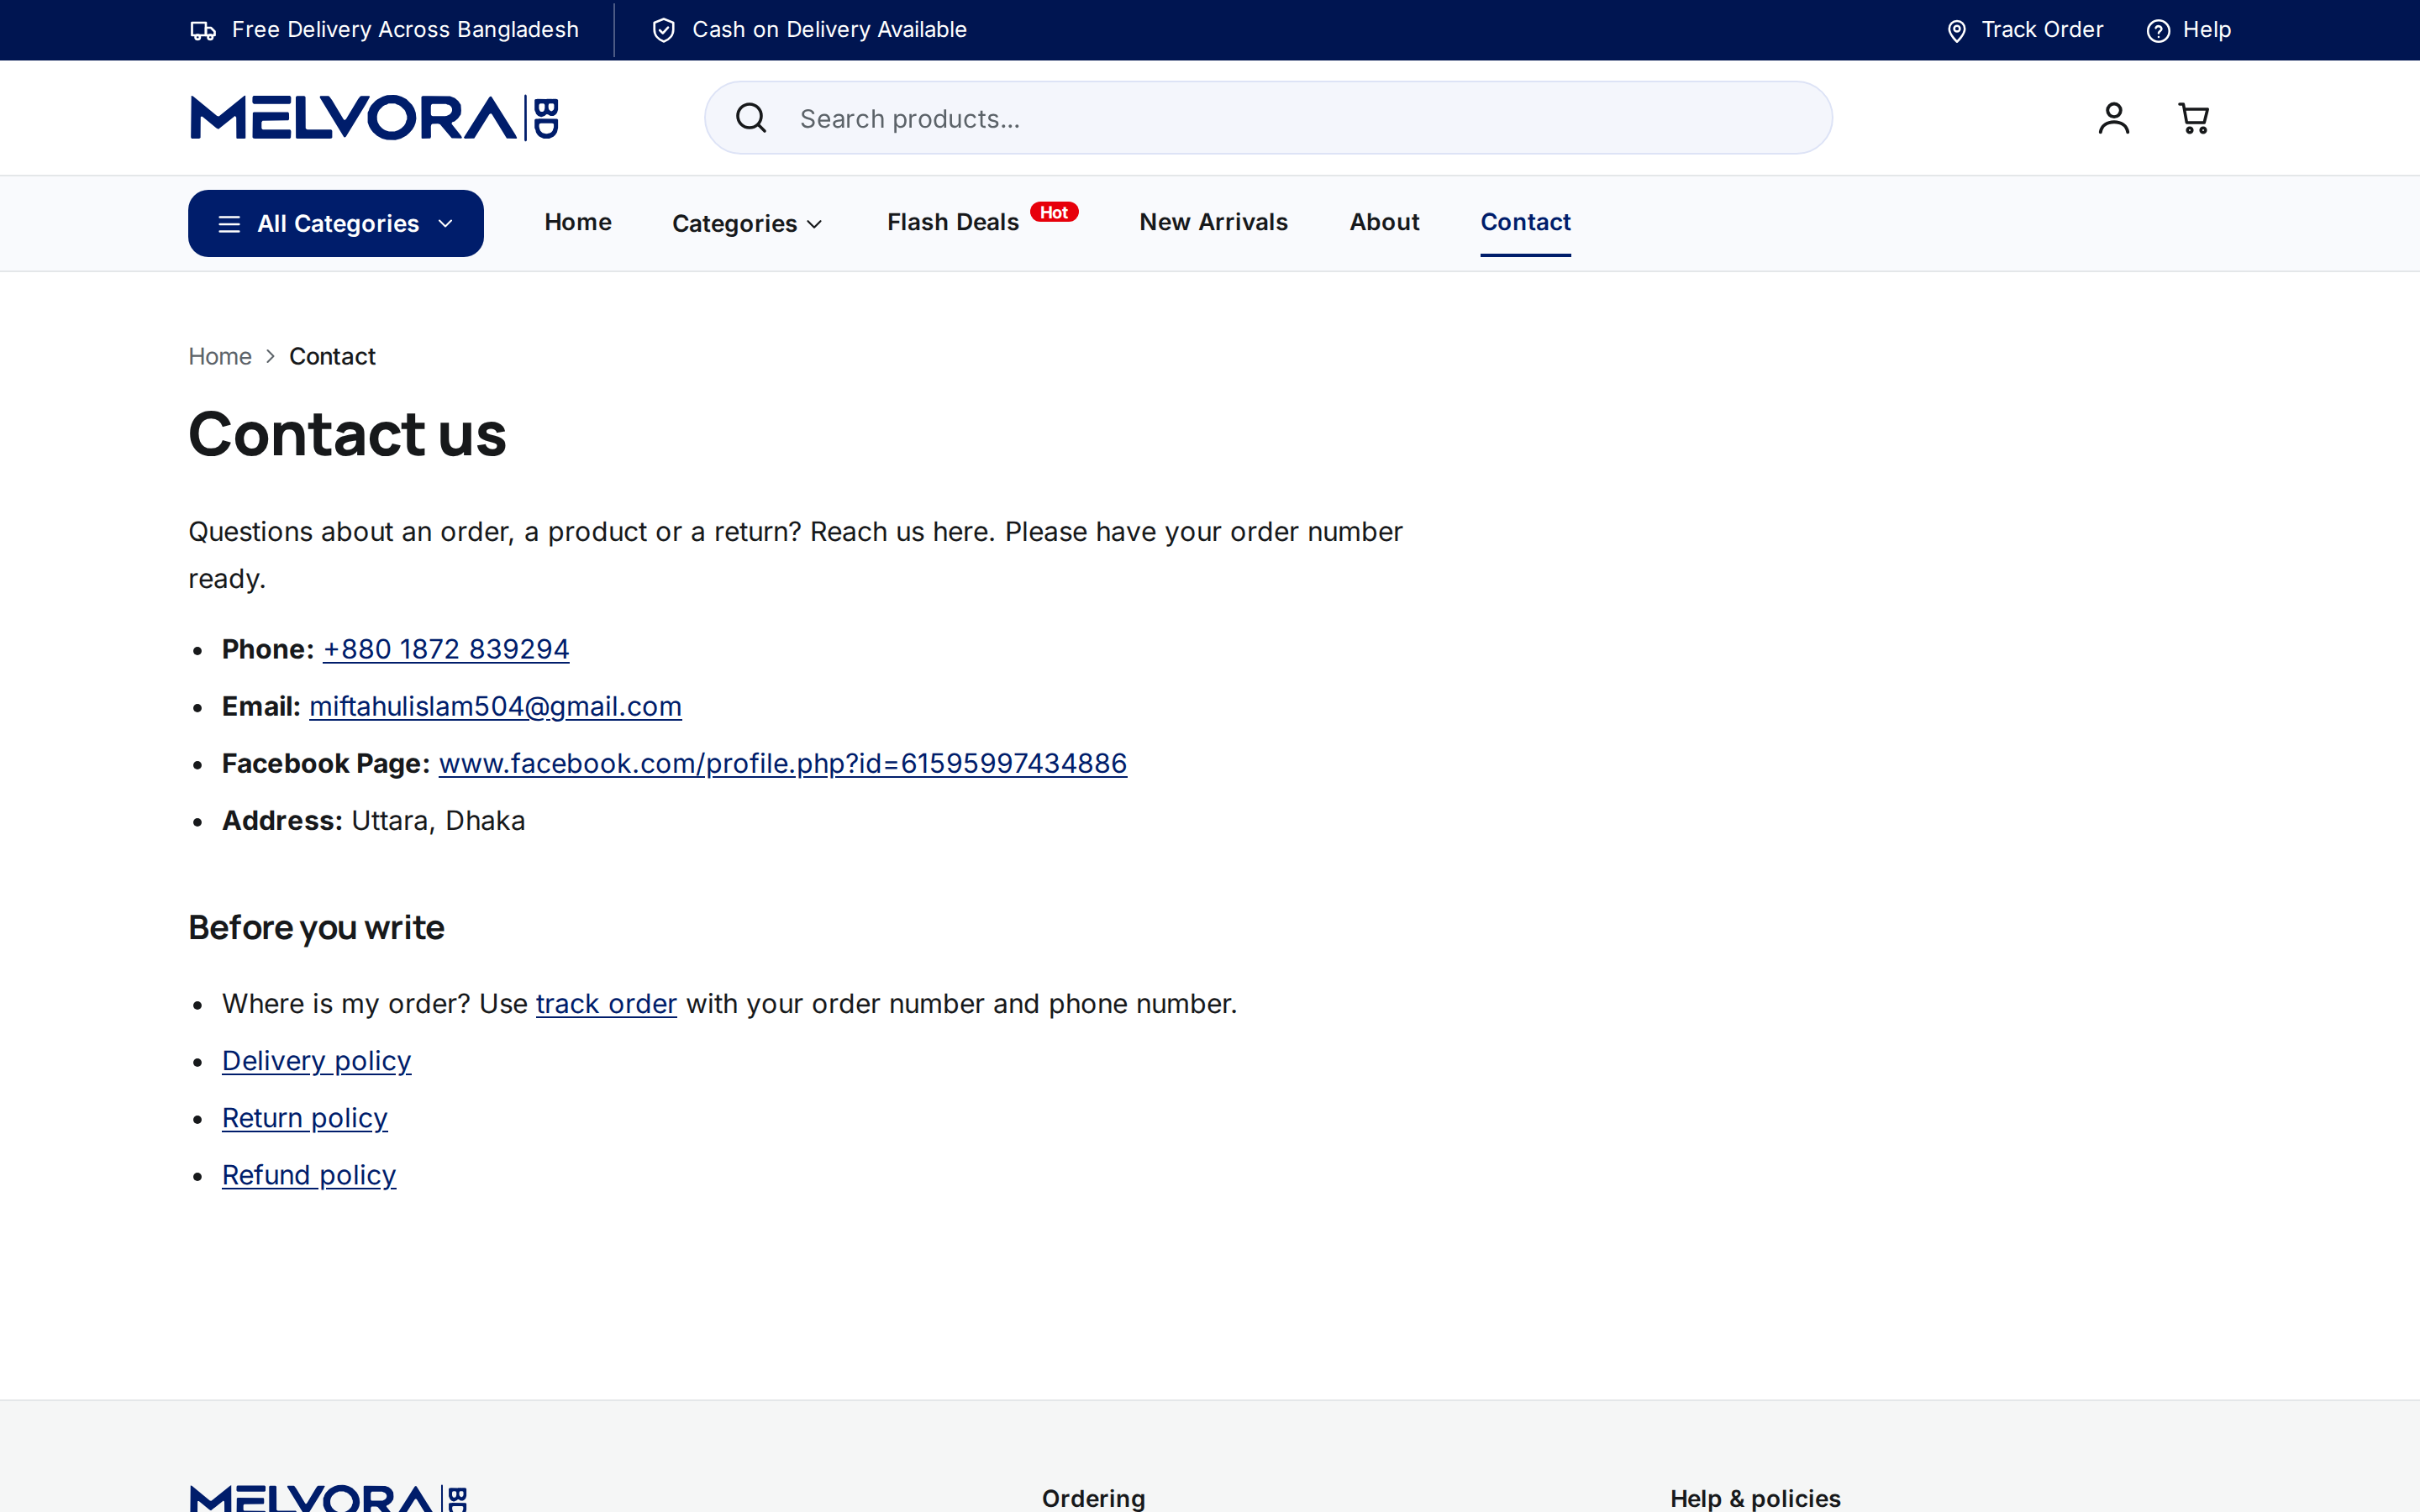 Free Delivery Across Bangladesh
Cash on Delivery Available
Track Order
Help
MELVORA BD
Search products...
All Categories
Home
Categories
Flash Deals Hot
New Arrivals
About
Contact
Home > Contact
Contact us
Questions about an order, a product or a return? Reach us here. Please have your order number
ready.
• Phone: +880 1872 839294
• Email: miftahulislam504@gmail.com
• Facebook Page: www.facebook.com/profile.php?id=61595997434886
• Address: Uttara, Dhaka
Before you write
• Where is my order? Use track order with your order number and phone number.
• Delivery policy
• Return policy
• Refund policy
MELVORA BD
Ordering
Help & policies